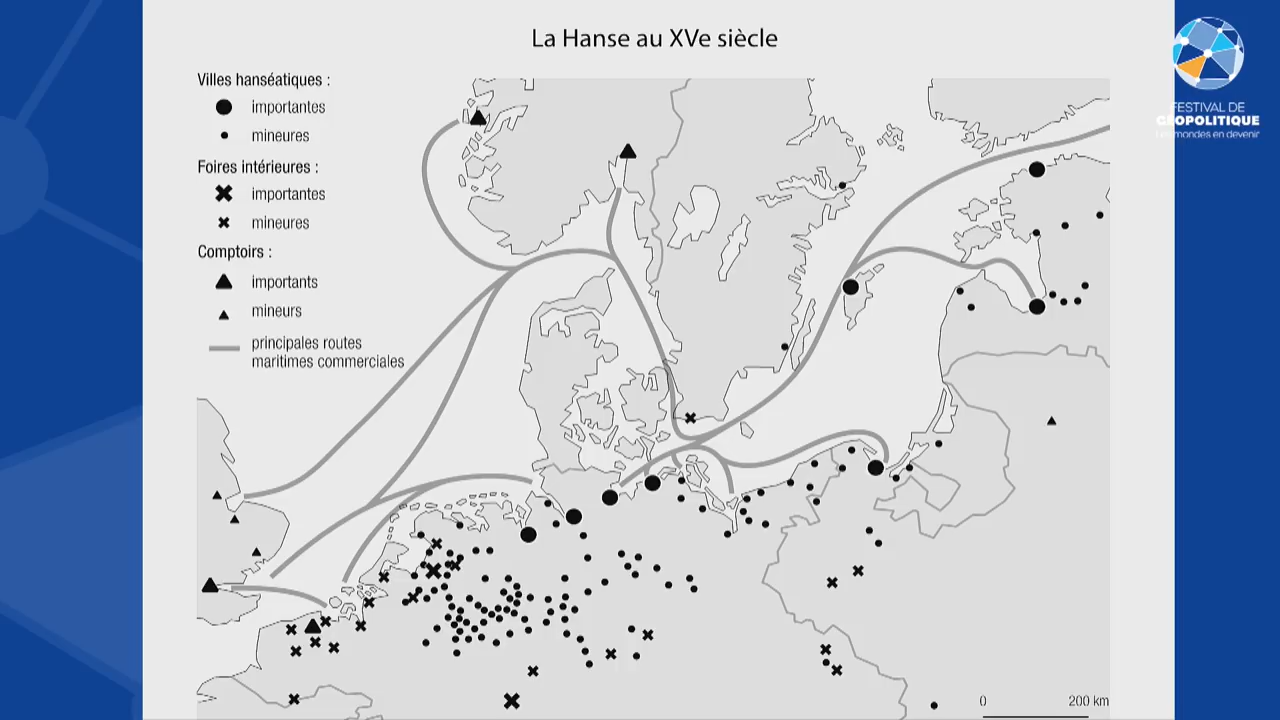 La Hanse au XVe siècle
Villes hanséatiques :
importantes
mineures
Foires intérieures :
importantes
mineures
Comptoirs :
importants
mineurs
principales routes
maritimes commerciales
0 200 km
FESTIVAL DE
GÉOPOLITIQUE
Les mondes en devenir